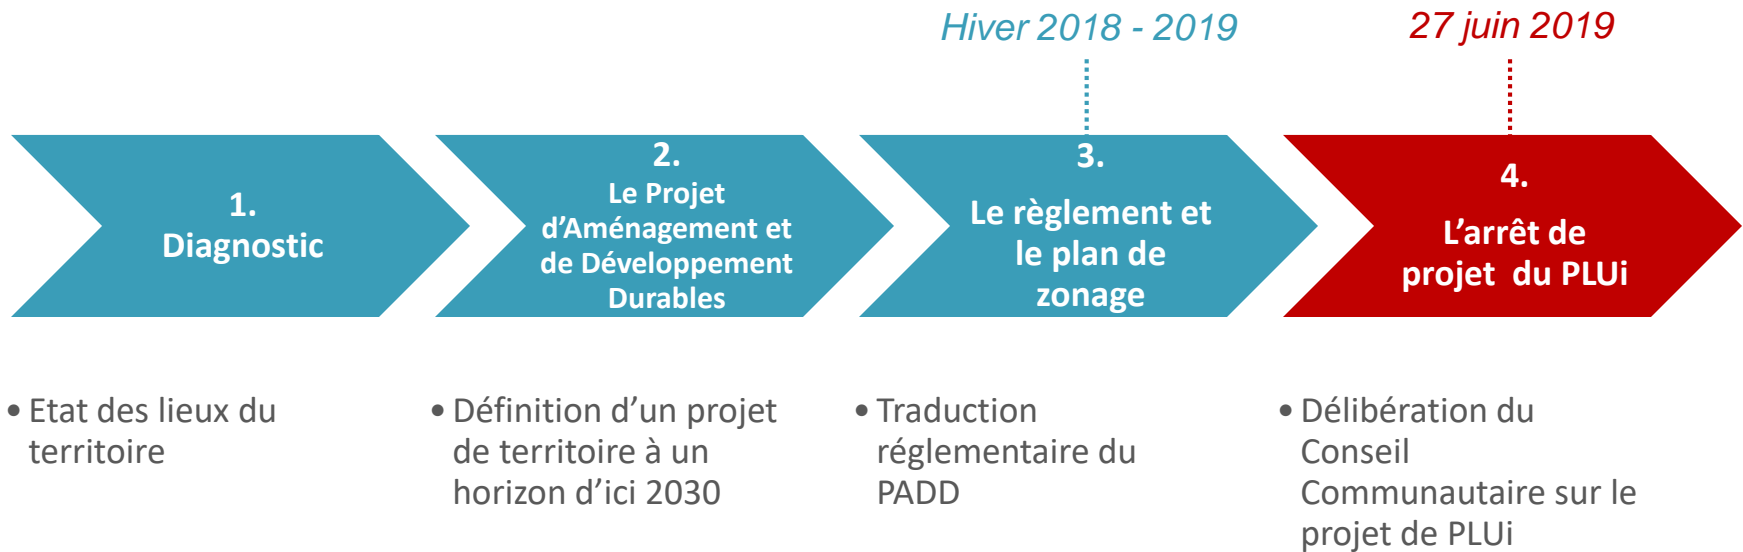 Hiver 2018 - 2019
27 juin 2019
1.
Diagnostic
2.
Le Projet
d’Aménagement et
de Développement
Durables
3.
Le règlement et
le plan de
zonage
4.
L’arrêt de
projet  du PLUi
• Etat des lieux du
territoire
• Définition d’un projet
de territoire à un
horizon d’ici 2030
• Traduction
réglementaire du
PADD
• Délibération du
Conseil
Communautaire sur le
projet de PLUi